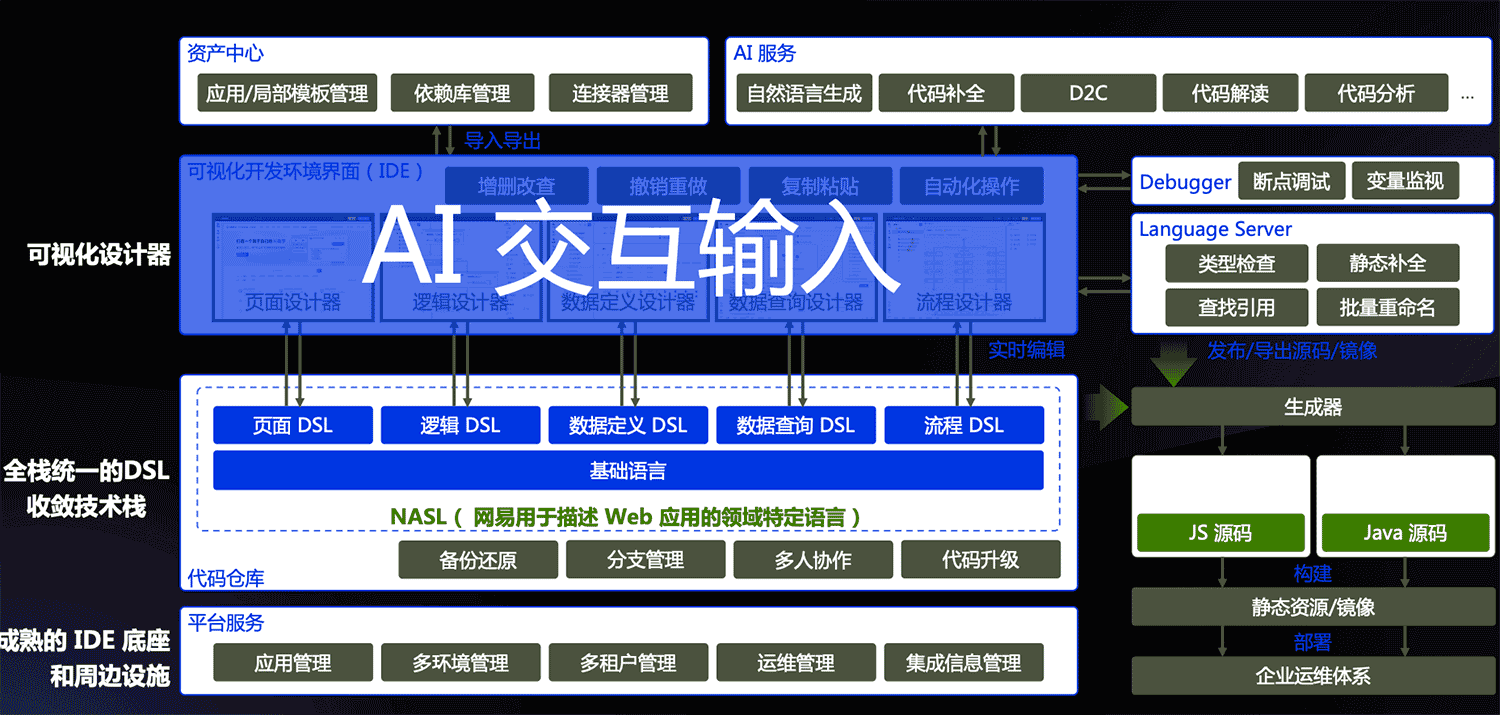 资产中心
应用/局部模板管理 依赖库管理 连接器管理
AI 服务
自然语言生成 代码补全 D2C 代码解读 代码分析 ...
导入导出
可视化设计器
可视化开发环境界面（IDE）
增删改查 撤销重做 复制粘贴 自动化操作
AI 交互输入
页面设计器 逻辑设计器 数据定义设计器 数据查询设计器 流程设计器
Debugger 断点调试 变量监视
Language Server
类型检查 静态补全
查找引用 批量重命名
实时编辑
发布/导出源码/镜像
全栈统一的DSL
收敛技术栈
页面 DSL 逻辑 DSL 数据定义 DSL 数据查询 DSL 流程 DSL
基础语言
NASL（ 网易用于描述 Web 应用的领域特定语言）
备份还原 分支管理 多人协作 代码升级
代码仓库
生成器
JS 源码 Java 源码
构建
静态资源/镜像
部署
企业运维体系
成熟的 IDE 底座
和周边设施
平台服务
应用管理 多环境管理 多租户管理 运维管理 集成信息管理